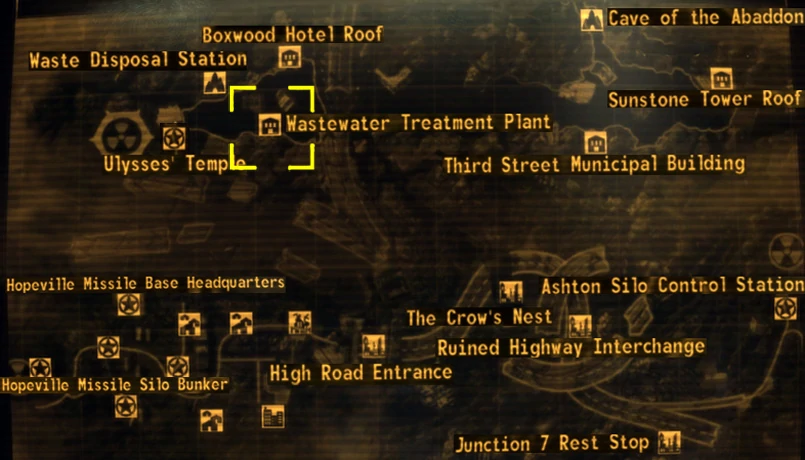 Cave of the Abaddon
Boxwood Hotel Roof
Waste Disposal Station
Sunstone Tower Roof
Wastewater Treatment Plant
Ulysses' Temple
Third Street Municipal Building
Hopeville Missile Base Headquarters
Ashton Silo Control Station
The Crow's Nest
Ruined Highway Interchange
High Road Entrance
Hopeville Missile Silo Bunker
Junction 7 Rest Stop